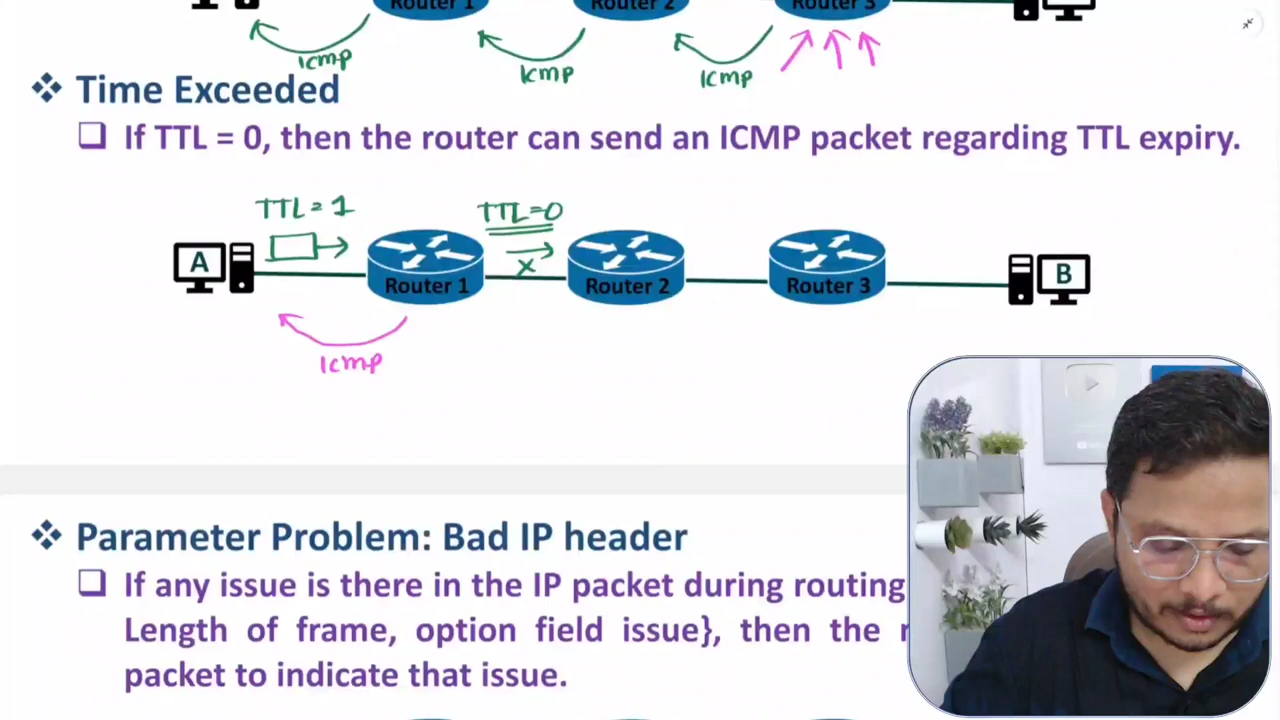 Router 1 Router 2 Router 3
ICMP ICMP ICMP
❖ Time Exceeded
❑ If TTL = 0, then the router can send an ICMP packet regarding TTL expiry.
TTL = 1 TTL=0
A Router 1 Router 2 Router 3 B
x
ICMP
❖ Parameter Problem: Bad IP header
❑ If any issue is there in the IP packet during routing
Length of frame, option field issue}, then the
packet to indicate that issue.